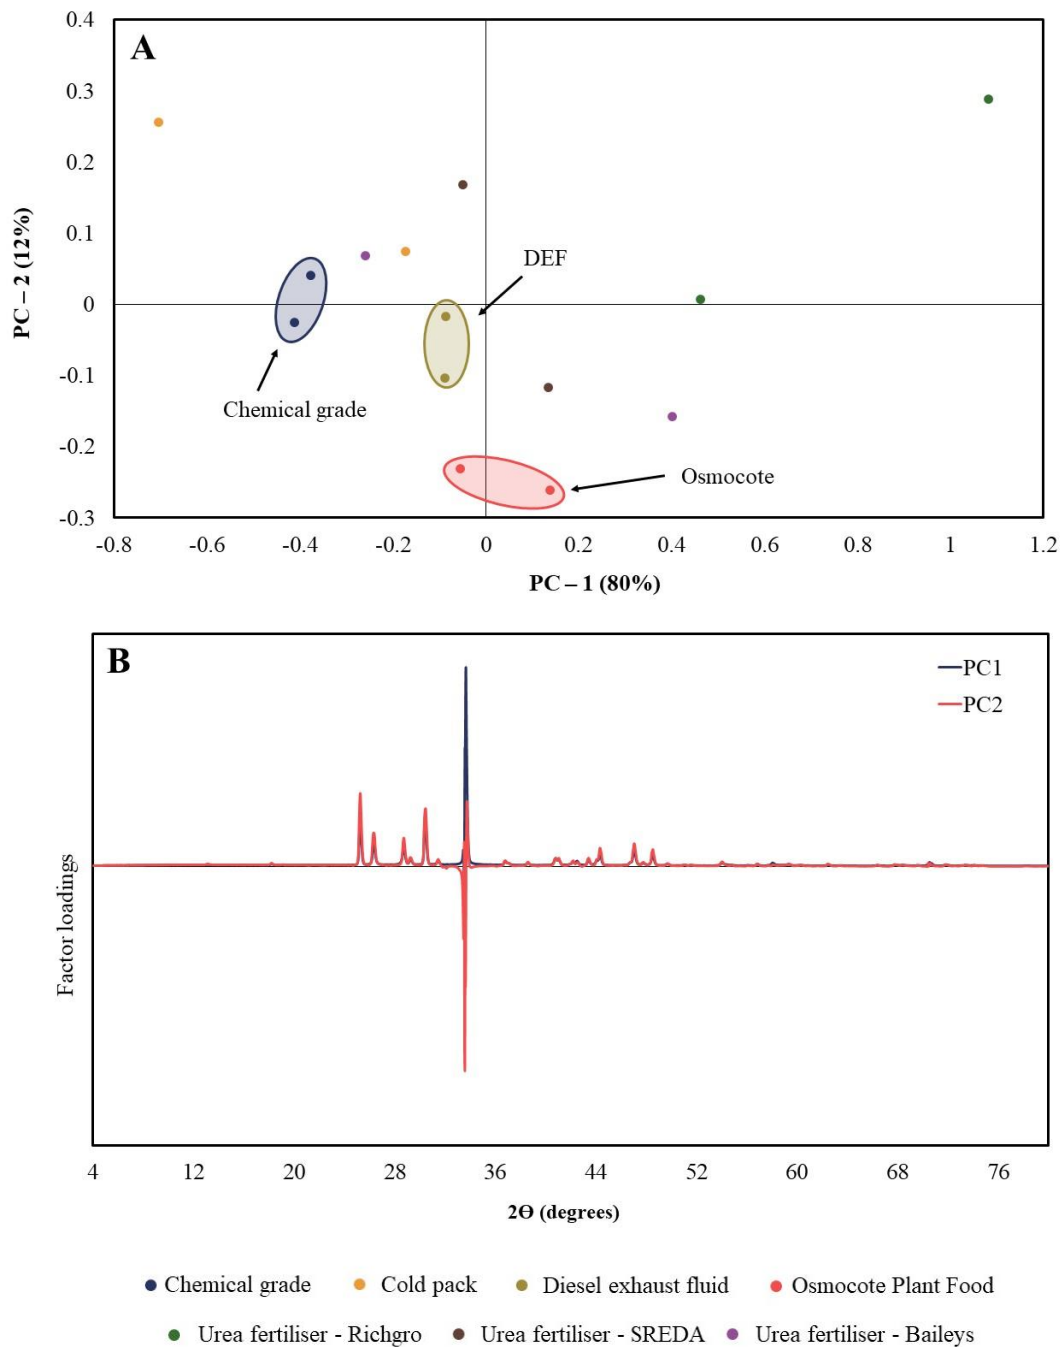 A
0.4
0.3
0.2
0.1
0
-0.1
-0.2
-0.3
PC – 2 (12%)
DEF
Chemical grade
Osmocote
-0.8 -0.6 -0.4 -0.2 0 0.2 0.4 0.6 0.8 1 1.2
PC – 1 (80%)
B
PC1
PC2
Factor loadings
0
4 12 20 28 36 44 52 60 68 76
2Ɵ (degrees)
Chemical grade Cold pack Diesel exhaust fluid Osmocote Plant Food
Urea fertiliser - Richgro Urea fertiliser - SREDA Urea fertiliser - Baileys